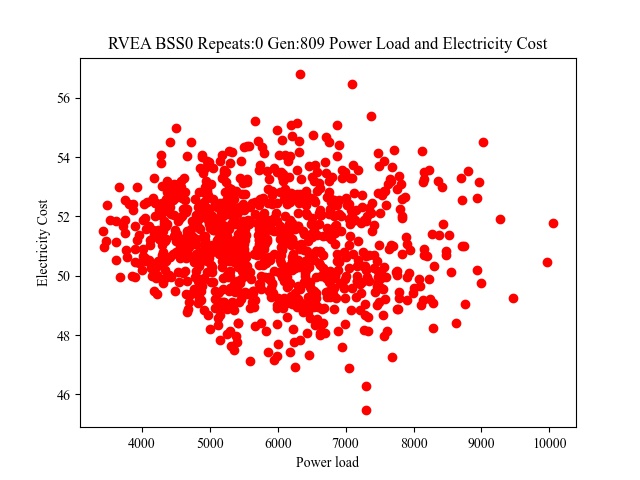 RVEA BSS0 Repeats:0 Gen:809 Power Load and Electricity Cost
Electricity Cost
56
54
52
50
48
46
4000 5000 6000 7000 8000 9000 10000
Power load